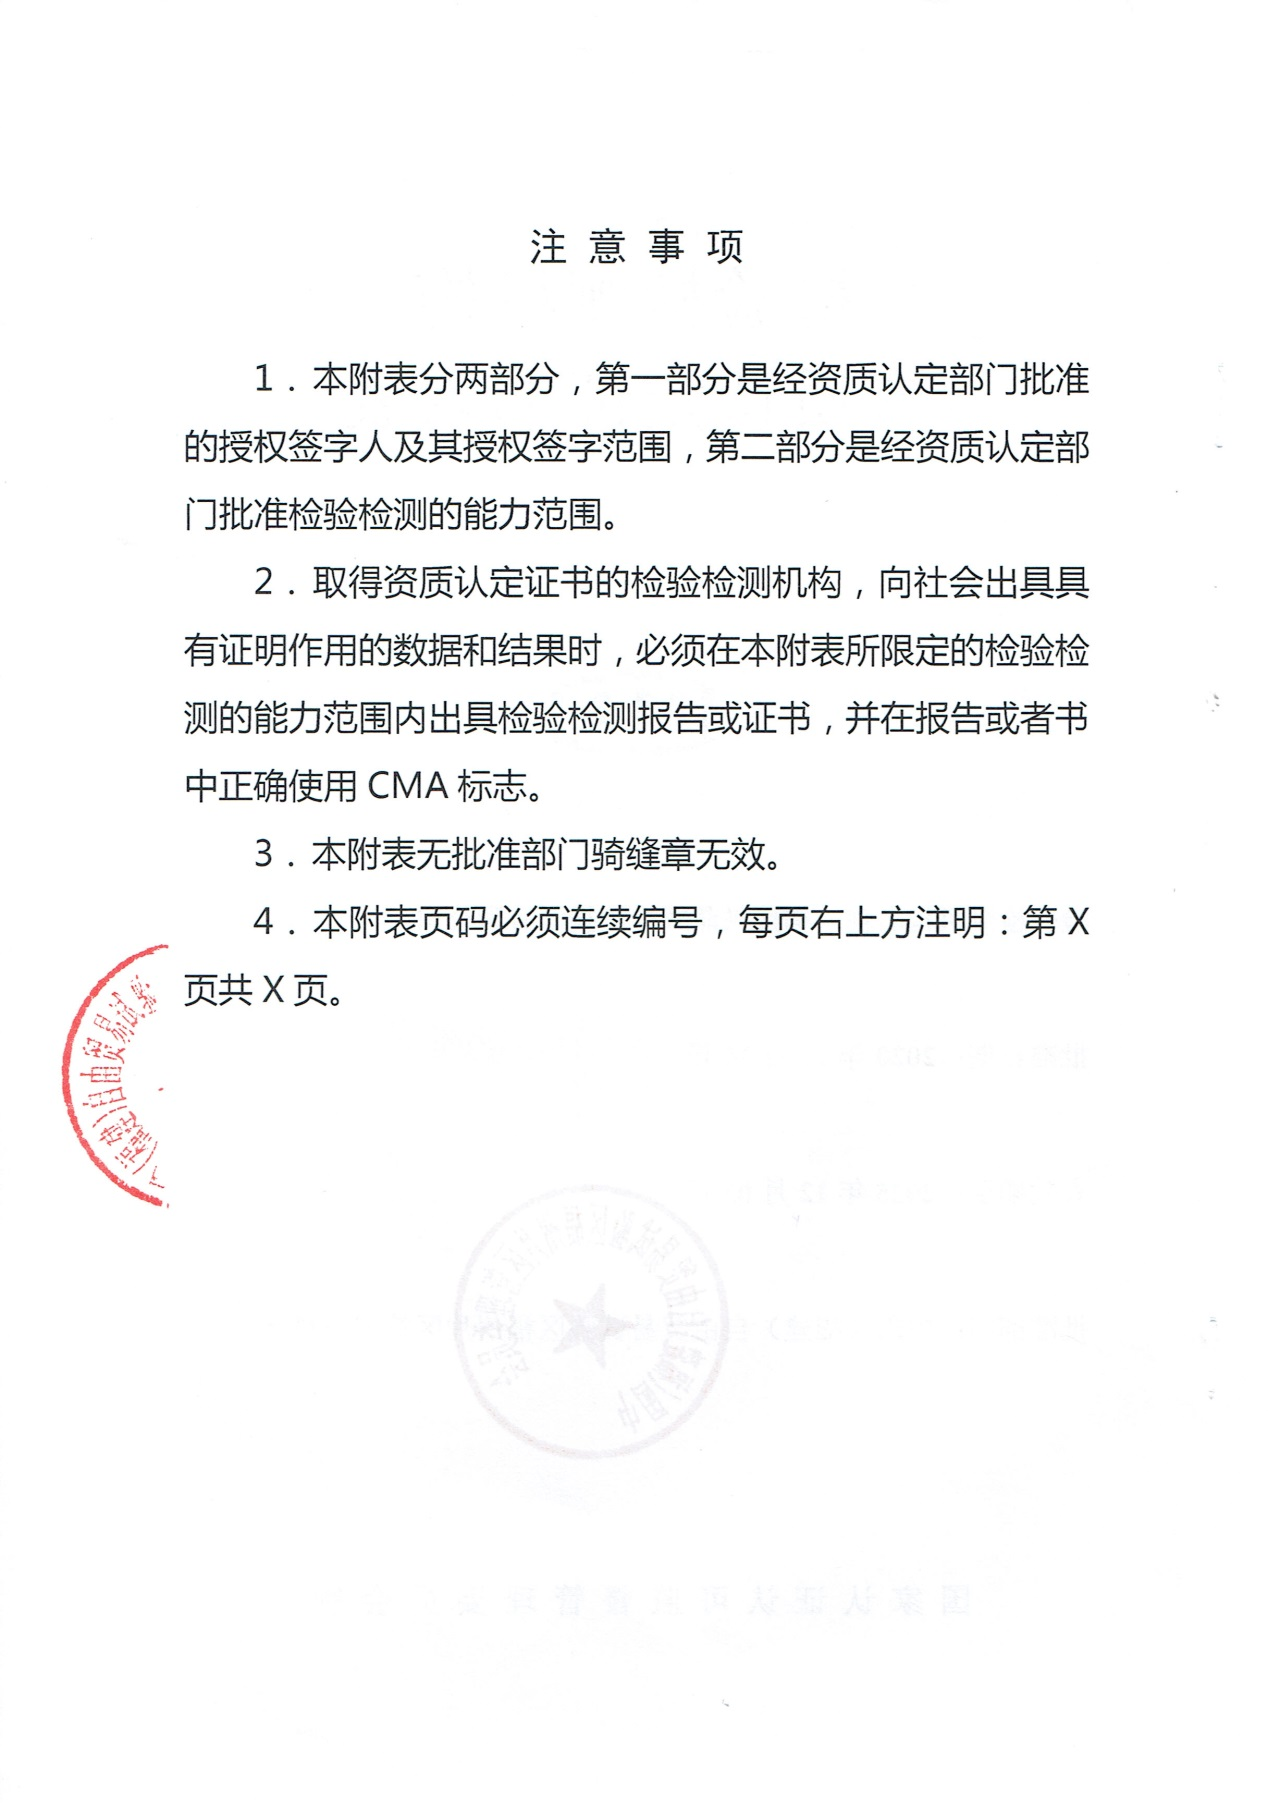 注意事项
1．本附表分两部分，第一部分是经资质认定部门批准
的授权签字人及其授权签字范围，第二部分是经资质认定部
门批准检验检测的能力范围。
2．取得资质认定证书的检验检测机构，向社会出具具
有证明作用的数据和结果时，必须在本附表所限定的检验检
测的能力范围内出具检验检测报告或证书，并在报告或者书
中正确使用 CMA 标志。
3．本附表无批准部门骑缝章无效。
4．本附表页码必须连续编号，每页右上方注明：第 X
页共 X 页。
(福建)自由贸易试